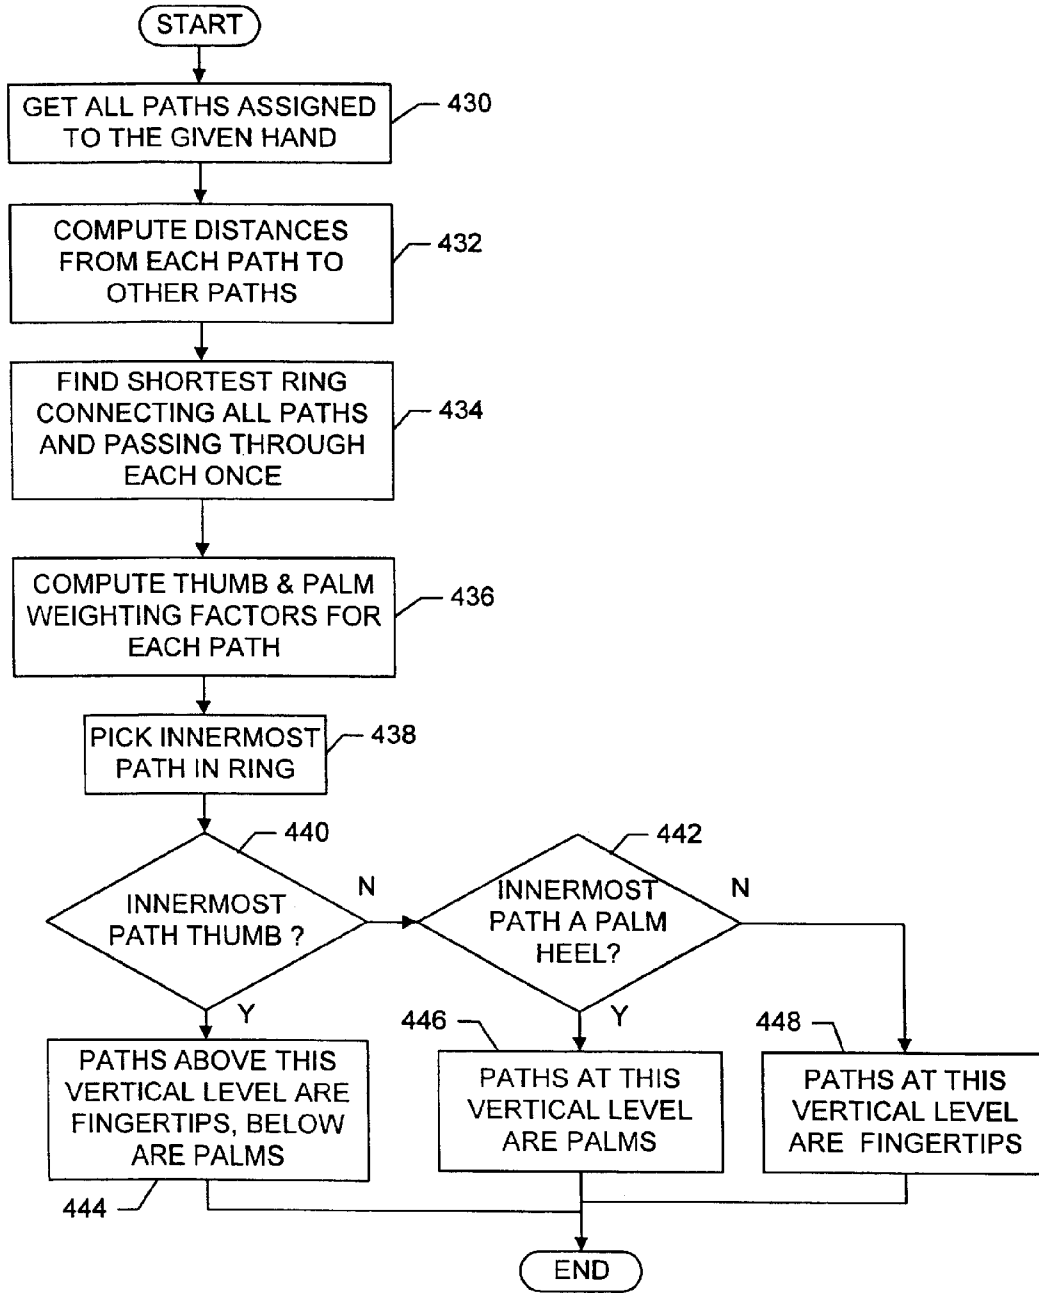 START
GET ALL PATHS ASSIGNED
TO THE GIVEN HAND
430
COMPUTE DISTANCES
FROM EACH PATH TO
OTHER PATHS
432
FIND SHORTEST RING
CONNECTING ALL PATHS
AND PASSING THROUGH
EACH ONCE
434
COMPUTE THUMB & PALM
WEIGHTING FACTORS FOR
EACH PATH
436
PICK INNERMOST
PATH IN RING
438
440
INNERMOST
PATH THUMB ?
N
Y
442
INNERMOST
PATH A PALM
HEEL?
N
Y
PATHS ABOVE THIS
VERTICAL LEVEL ARE
FINGERTIPS, BELOW
ARE PALMS
444
446
PATHS AT THIS
VERTICAL LEVEL
ARE PALMS
448
PATHS AT THIS
VERTICAL LEVEL
ARE FINGERTIPS
END